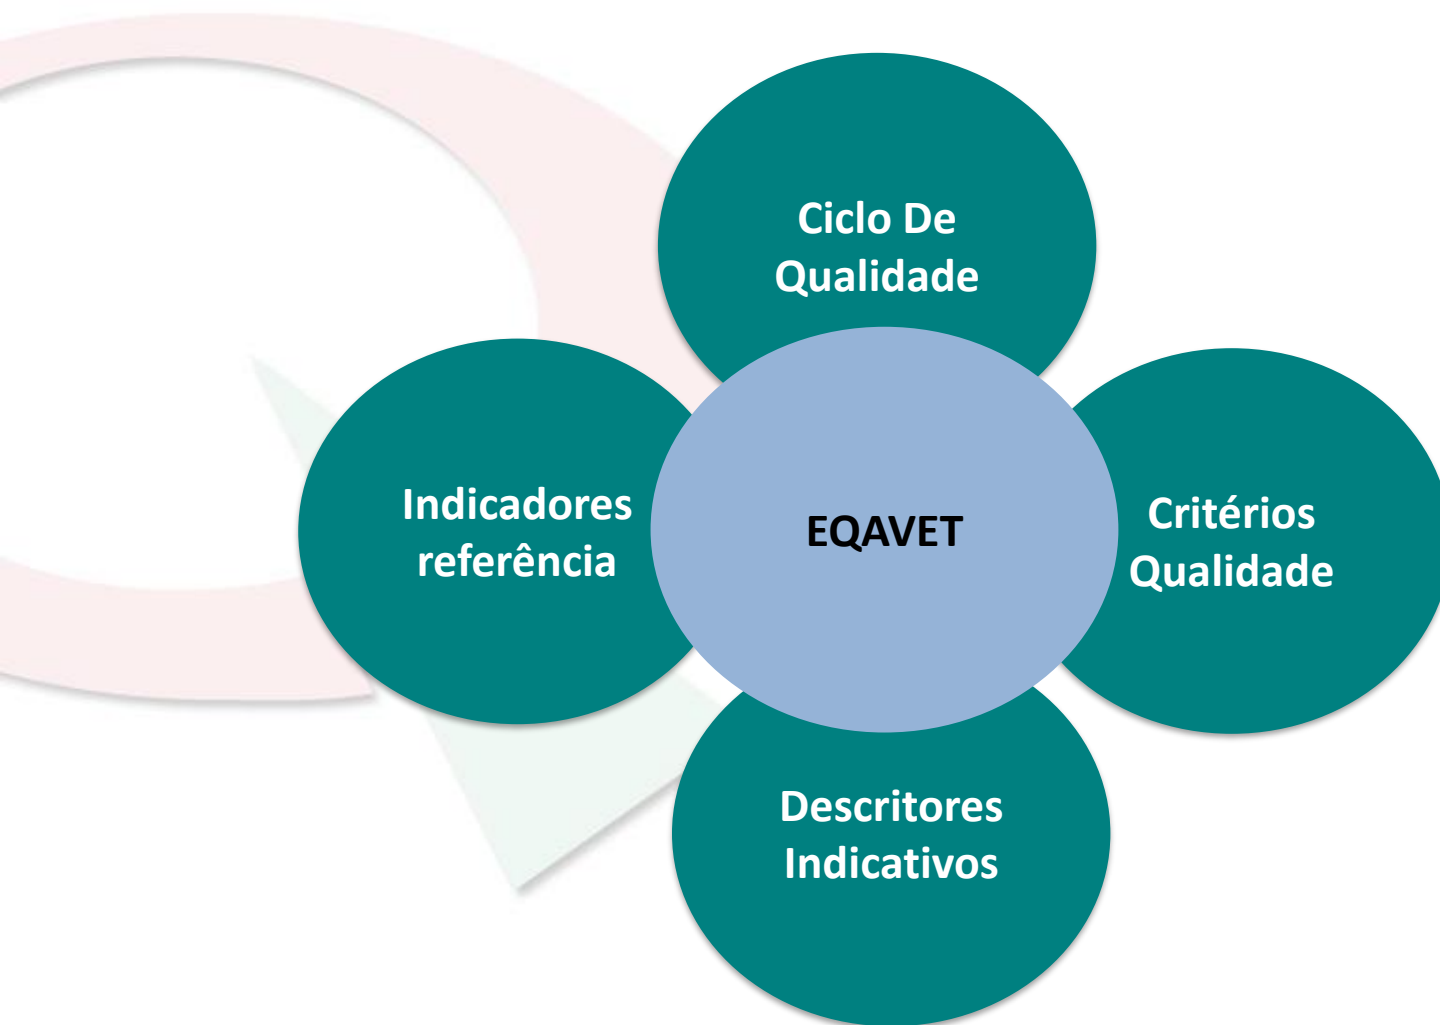 Ciclo De
Qualidade
Indicadores
referência
EQAVET
Critérios
Qualidade
Descritores
Indicativos